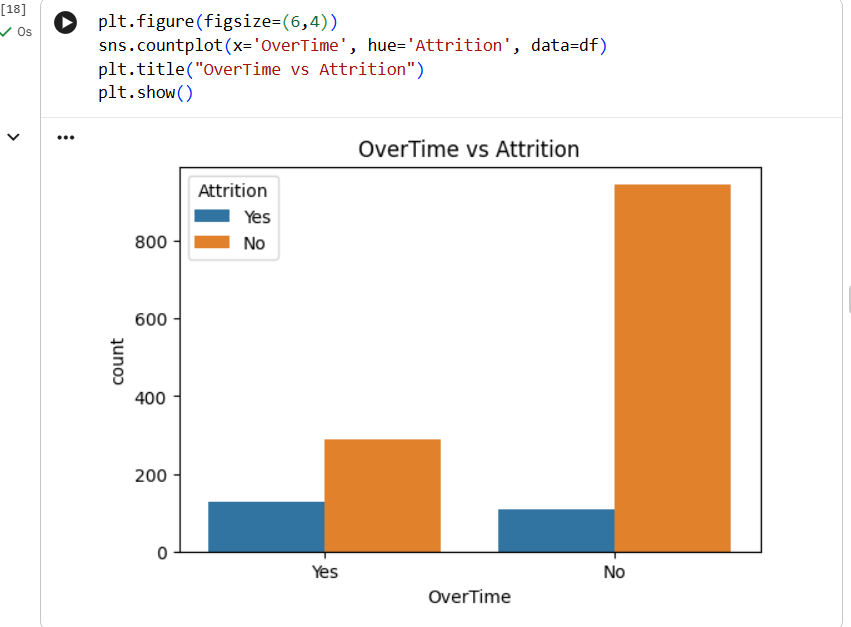 [18]
0s
plt.figure(figsize=(6,4))
sns.countplot(x='OverTime', hue='Attrition', data=df)
plt.title("OverTime vs Attrition")
plt.show()
OverTime vs Attrition
Attrition
Yes
No
800
600
400
200
0
count
Yes
No
OverTime